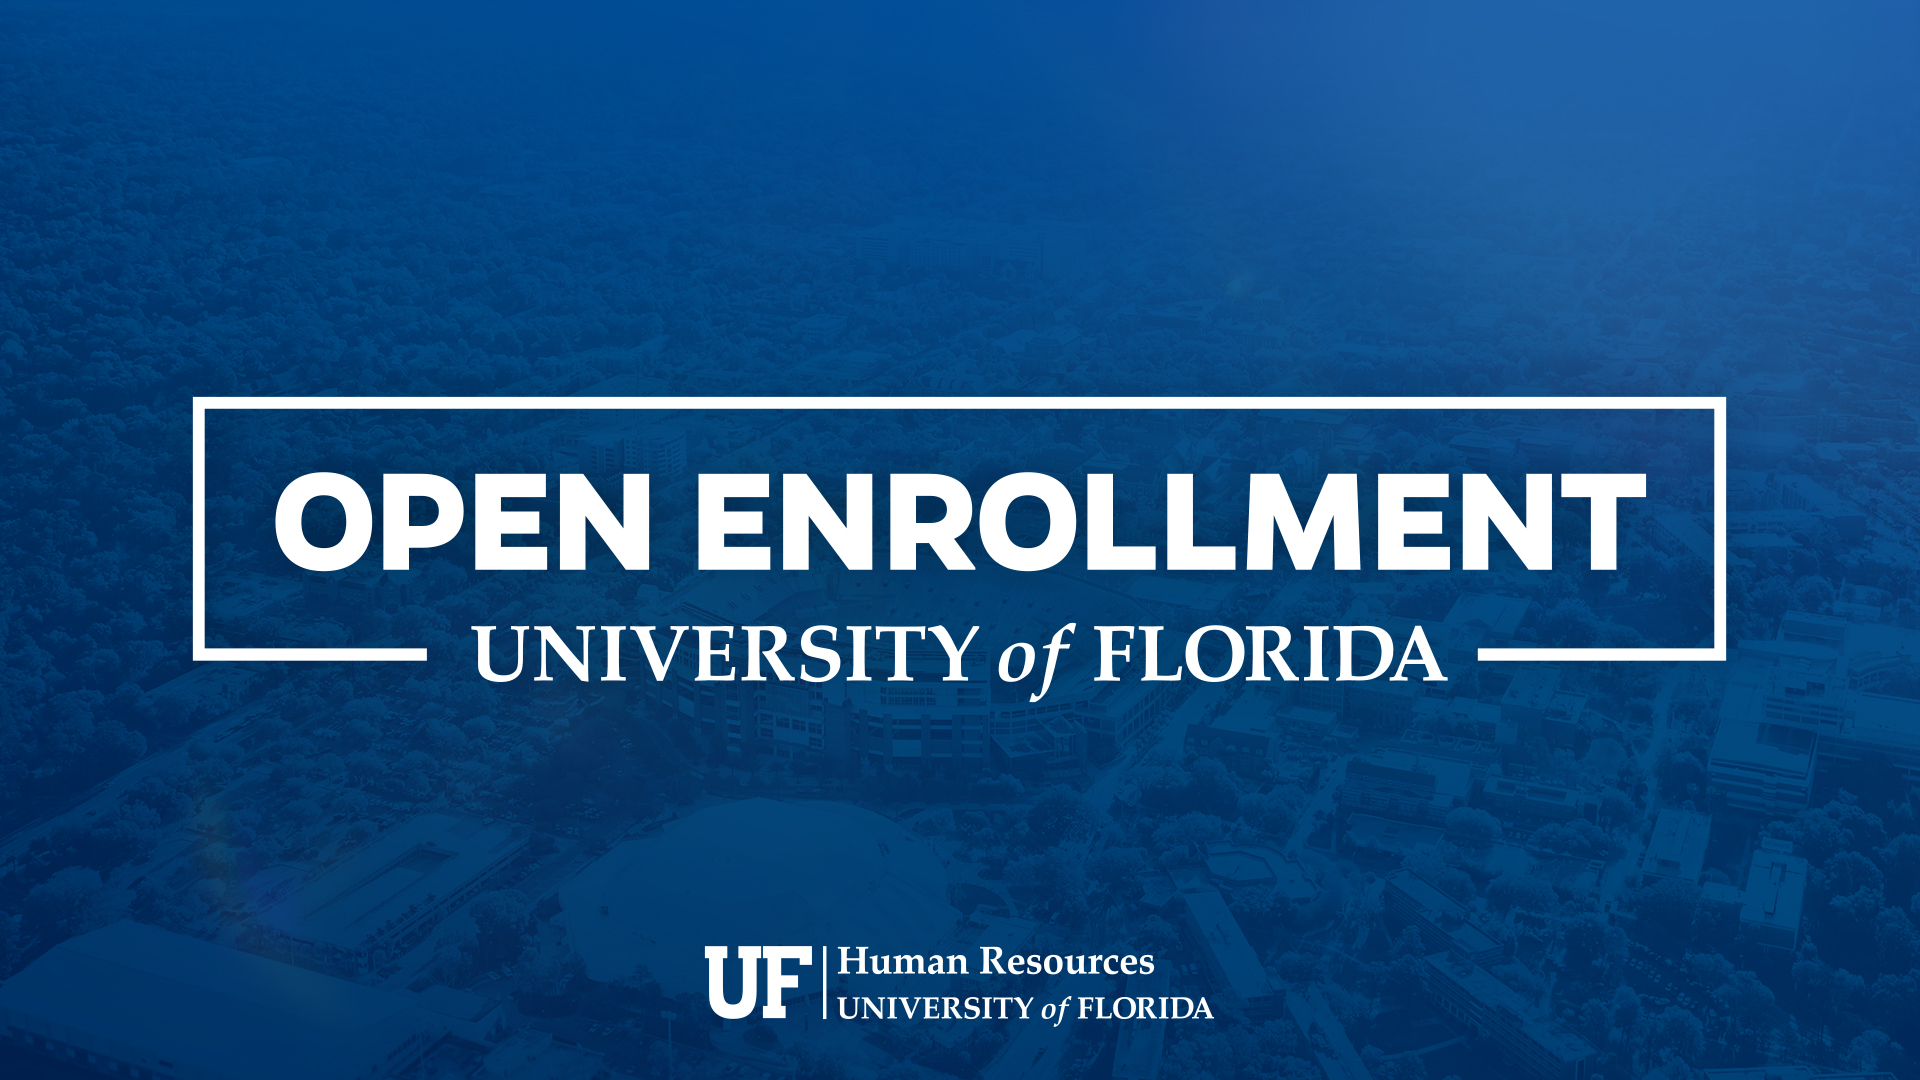 OPEN ENROLLMENT
UNIVERSITY of FLORIDA
UF
Human Resources
UNIVERSITY of FLORIDA